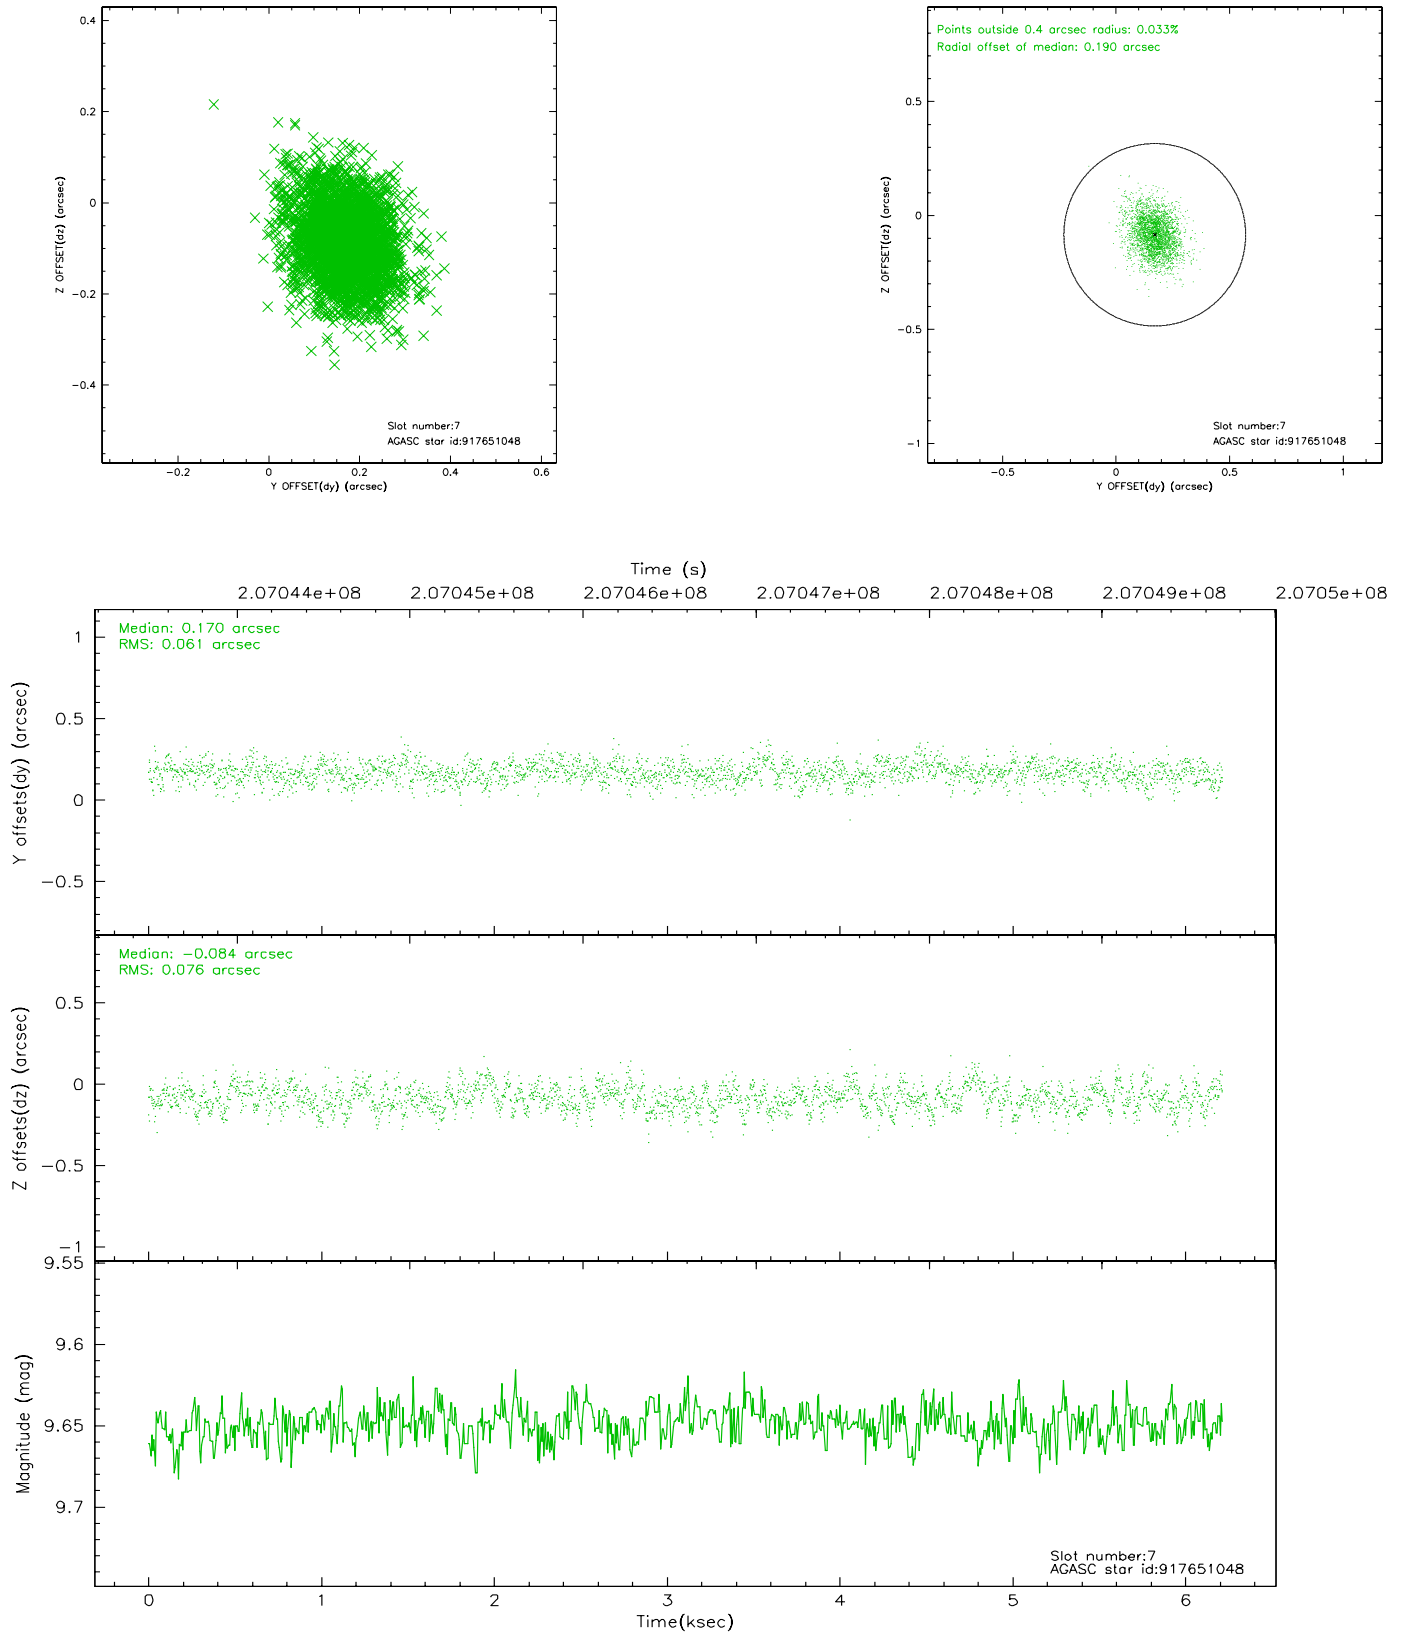 0.4
0.2
0
−0.2
−0.4
Z OFFSET(dz) (arcsec)
Slot number:7
AGASC star id:917651048
−0.2 0 0.2 0.4 0.6
Y OFFSET(dy) (arcsec)
Points outside 0.4 arcsec radius: 0.033%
Radial offset of median: 0.190 arcsec
0.5
0
−0.5
−1
Z OFFSET(dz) (arcsec)
Slot number:7
AGASC star id:917651048
−0.5 0 0.5 1
Y OFFSET(dy) (arcsec)
Time (s)
2.07044e+08 2.07045e+08 2.07046e+08 2.07047e+08 2.07048e+08 2.07049e+08 2.0705e+08
Median: 0.170 arcsec
RMS: 0.061 arcsec
1
0.5
0
−0.5
Y offsets(dy) (arcsec)
Median: −0.084 arcsec
RMS: 0.076 arcsec
0.5
0
−0.5
−1
Z offsets(dz) (arcsec)
9.55
9.6
9.65
9.7
Magnitude (mag)
Slot number:7
AGASC star id:917651048
0 1 2 3 4 5 6
Time(ksec)